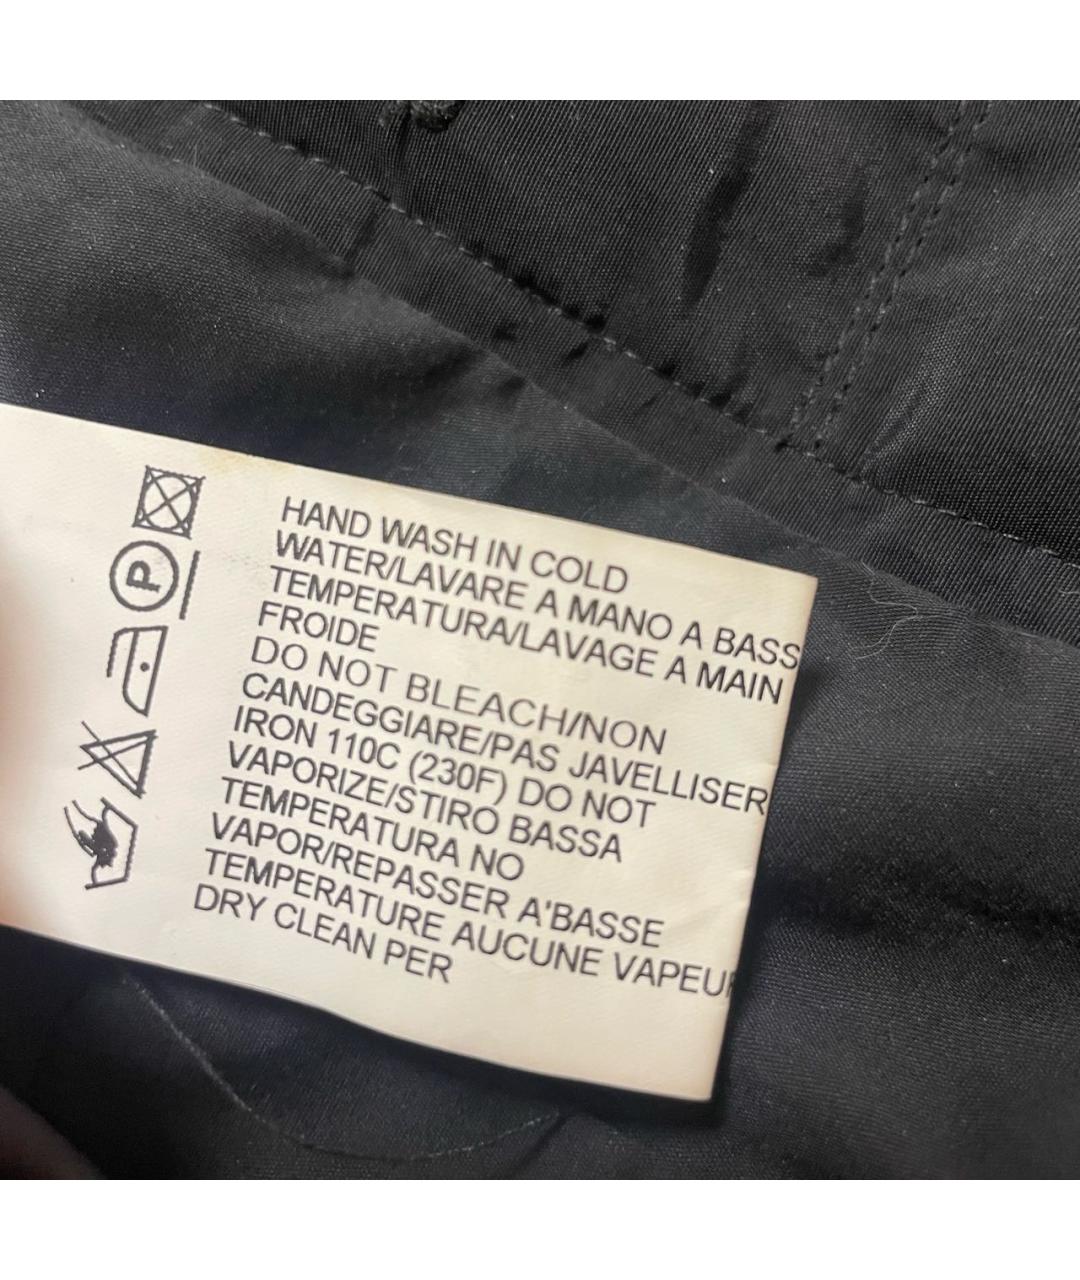 HAND WASH IN COLD
WATER/LAVARE A MANO A BASS
TEMPERATURA/LAVAGE A MAIN
FROIDE
DO NOT BLEACH/NON
CANDEGGIARE/PAS JAVELLISER
IRON 110C (230F) DO NOT
VAPORIZE/STIRO BASSA
TEMPERATURA NO
VAPOR/REPASSER A'BASSE
TEMPERATURE AUCUNE VAPEUR
DRY CLEAN PER
P